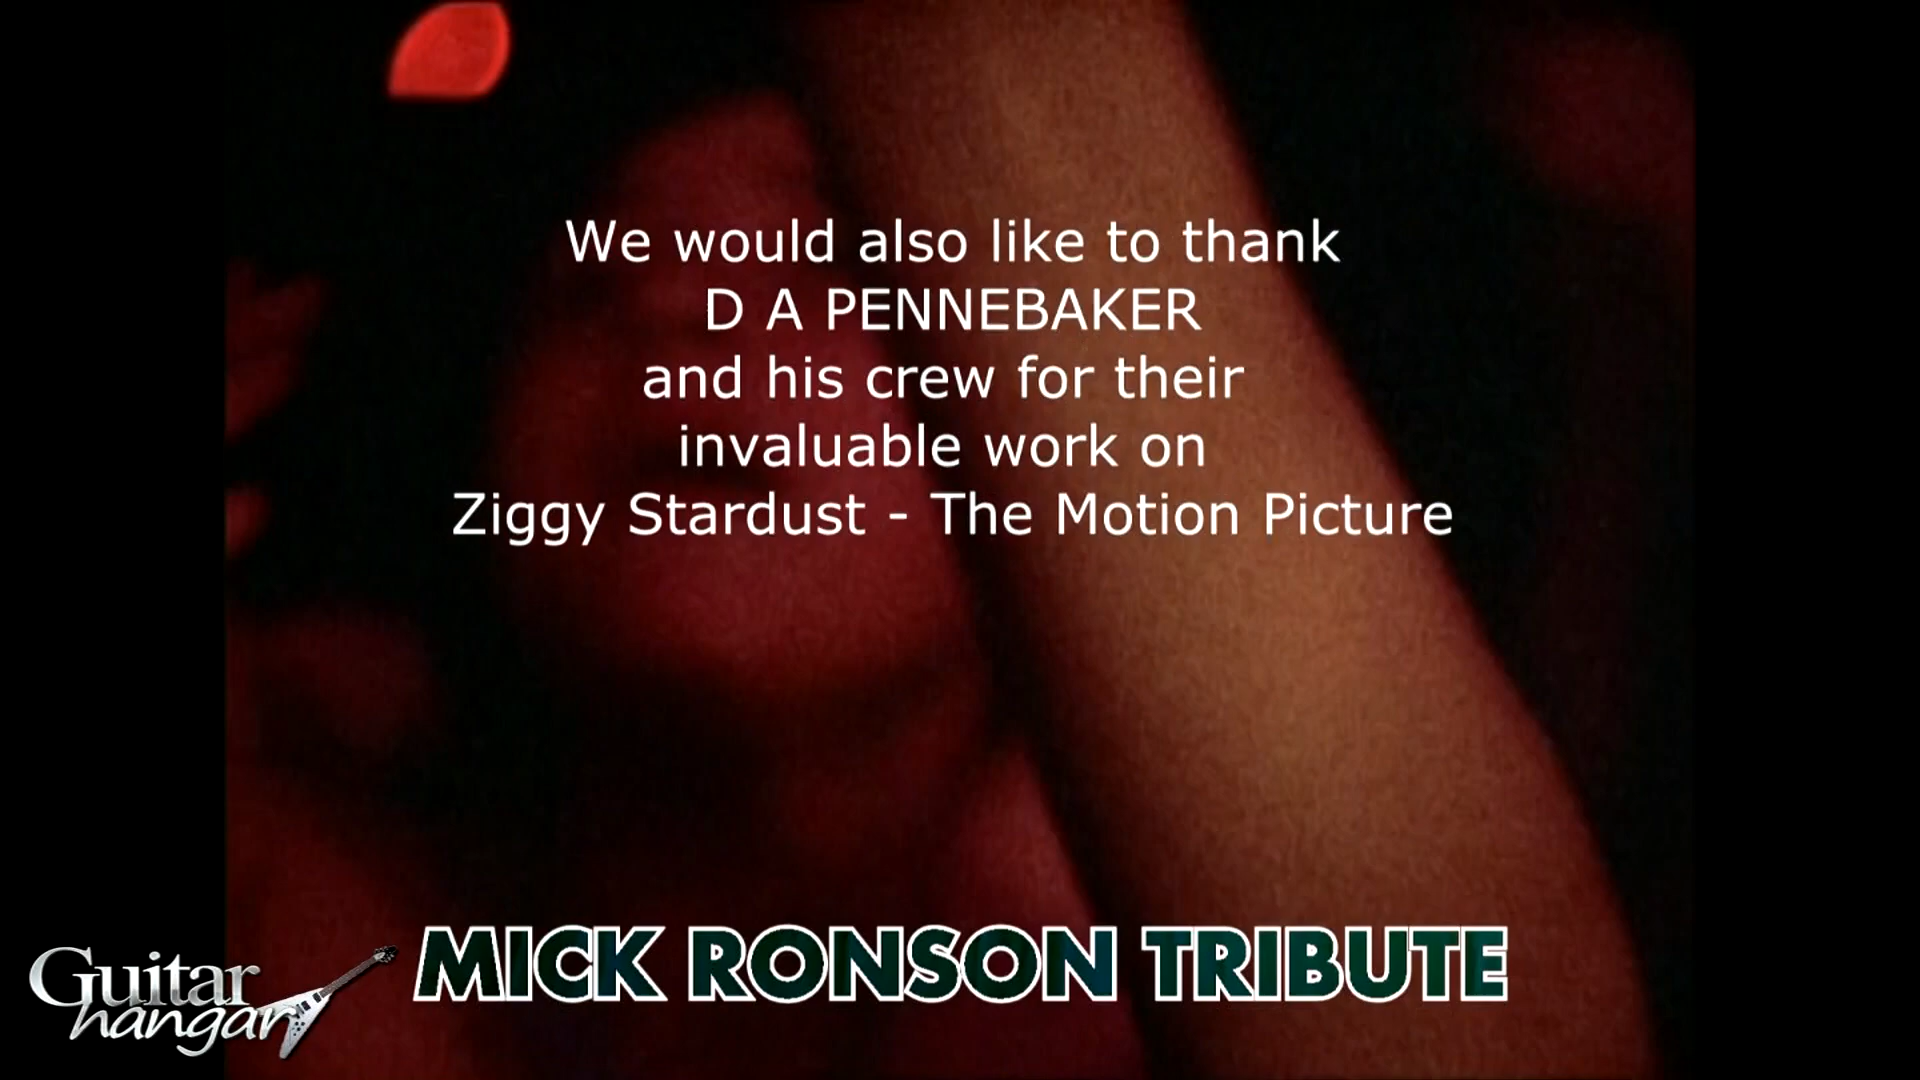 We would also like to thank
D A PENNEBAKER
and his crew for their
invaluable work on
Ziggy Stardust - The Motion Picture
MICK RONSON TRIBUTE
Guitar
hangar